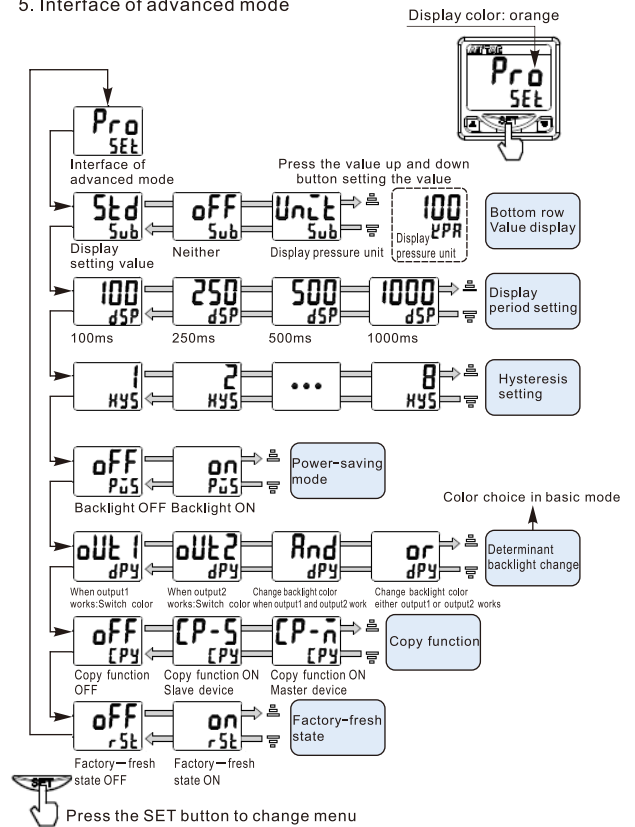 5. Interface of advanced mode
Display color: orange
Pro
SEt
SET
Pro
SEt
Interface of
advanced mode
Press the value up and down
button setting the value
Std
Sub
Display
setting value
oFF
Sub
Neither
Unit
Sub
Display pressure unit
100
kPA
Display
pressure unit
Bottom row
Value display
100
dSP
100ms
250
dSP
250ms
500
dSP
500ms
1000
dSP
1000ms
Display
period setting
1
HYS
2
HYS
...
8
HYS
Hysteresis
setting
oFF
PwS
Backlight OFF
on
PwS
Backlight ON
Power-saving
mode
Color choice in basic mode
oUt 1
dPY
When output1
works:Switch color
oUt2
dPY
When output2
works:Switch color
And
dPY
Change backlight color
when output1 and output2 work
or
dPY
Change backlight color
either output1 or output2 works
Determinant
backlight change
oFF
CPY
Copy function
OFF
CP-S
CPY
Copy function ON
Slave device
CP-m
CPY
Copy function ON
Master device
Copy function
oFF
rSt
Factory-fresh
state OFF
on
rSt
Factory-fresh
state ON
Factory-fresh
state
SET
Press the SET button to change menu